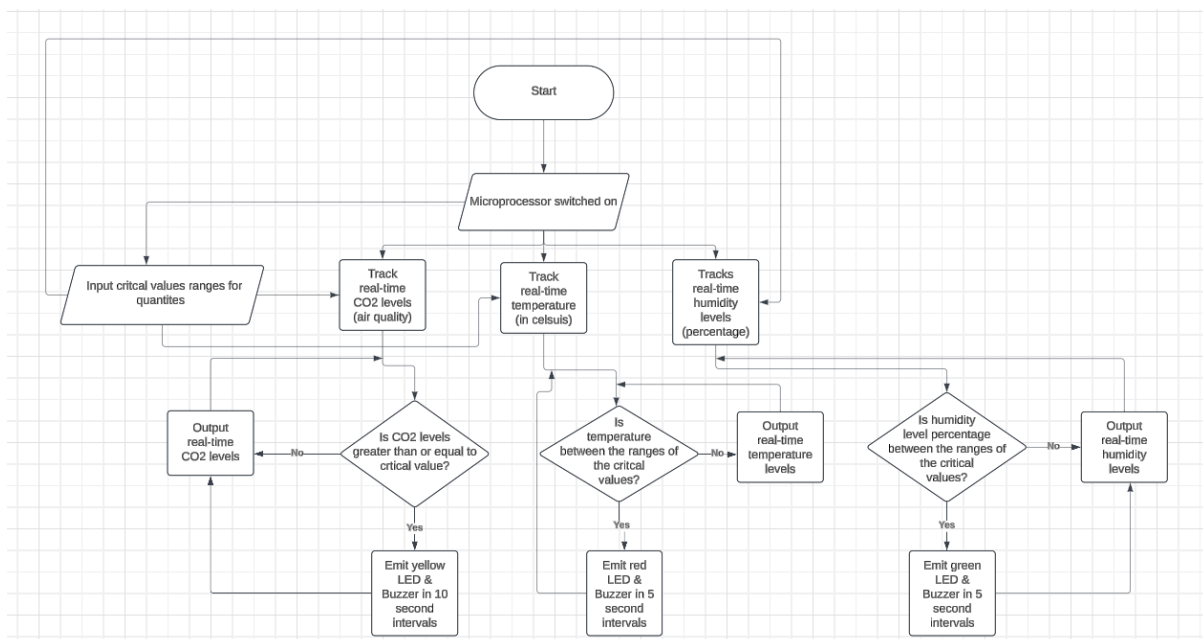 Start
Microprocessor switched on
Input critcal values ranges for
quantites
Track
real-time
CO2 levels
(air quality)
Track
real-time
temperature
(in celsuis)
Tracks
real-time
humidity
levels
(percentage)
Output
real-time
CO2 levels
No
Is CO2 levels
greater than or equal to
crtical value?
Is
temperature
between the ranges of
the critcal
values?
No
Output
real-time
temperature
levels
Is humidity
level percentage
between the ranges of
the critical
values?
No
Output
real-time
humidity
levels
Yes
Yes
Yes
Emit yellow
LED &
Buzzer in 10
second
intervals
Emit red
LED &
Buzzer in 5
second
intervals
Emit green
LED &
Buzzer in 5
second
intervals